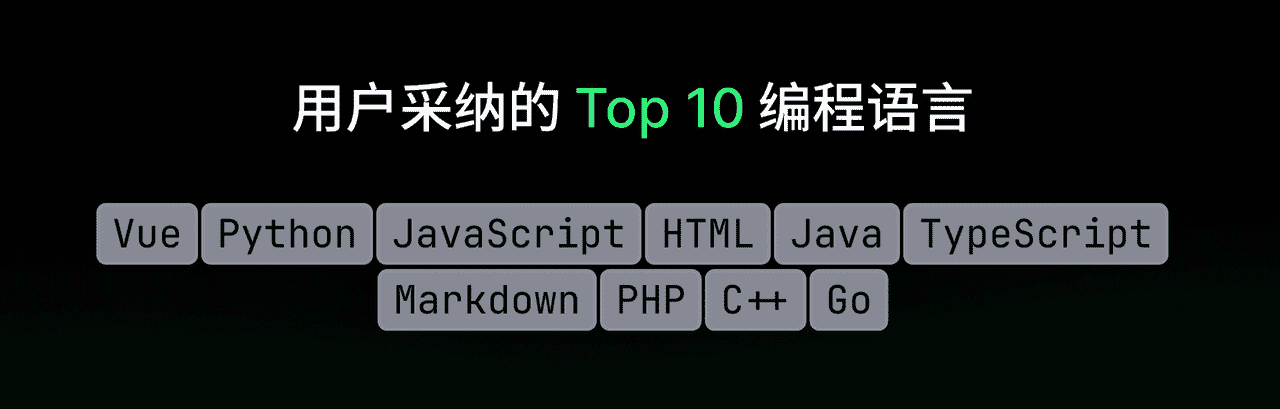 用户采纳的 Top 10 编程语言
Vue Python JavaScript HTML Java TypeScript
Markdown PHP C++ Go